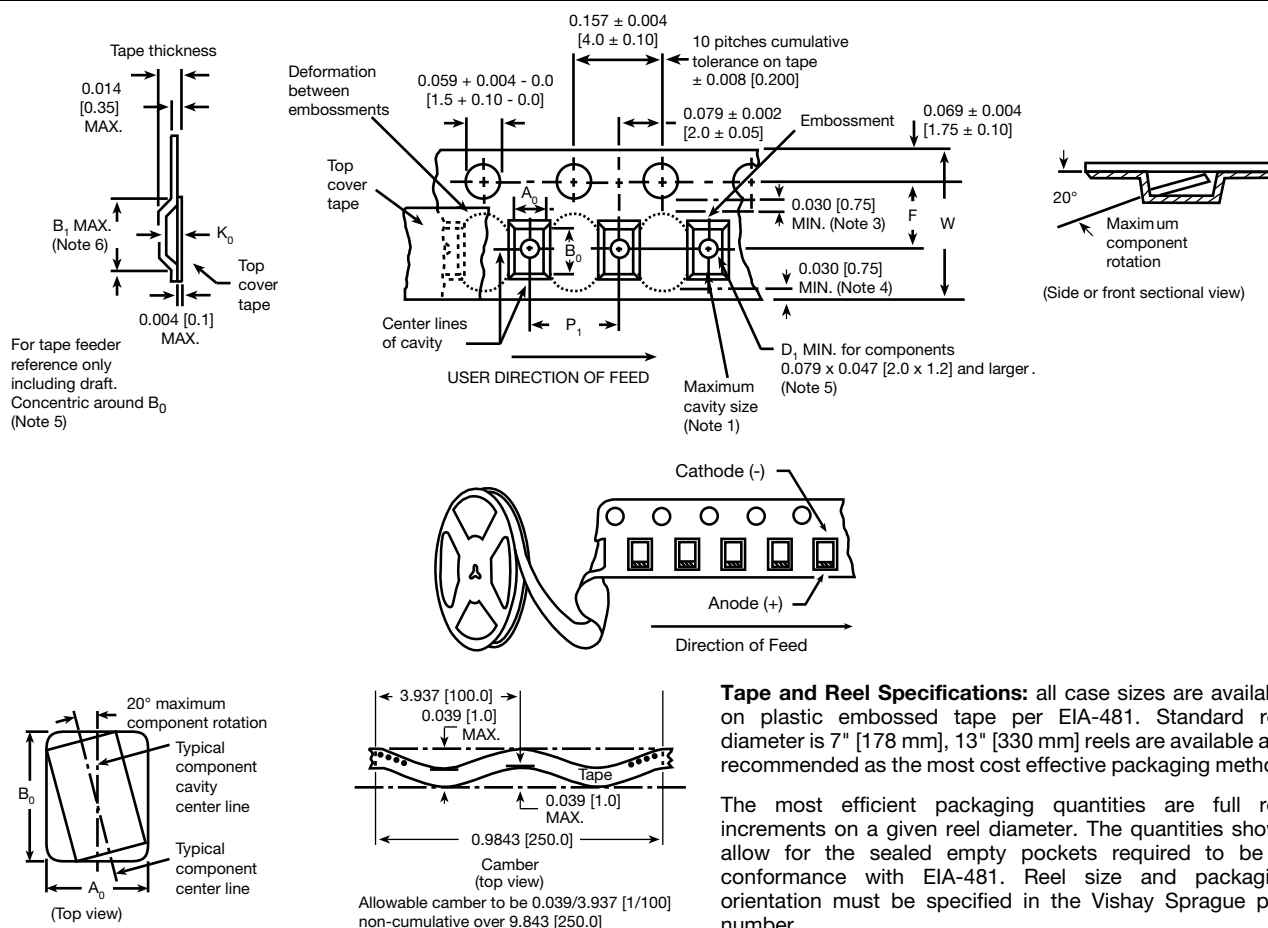 0.157 ± 0.004
[4.0 ± 0.10]
10 pitches cumulative
tolerance on tape
± 0.008 [0.200]
Tape thickness
0.014
[0.35]
MAX.
Deformation
between
embossments
0.059 + 0.004 - 0.0
[1.5 + 0.10 - 0.0]
0.079 ± 0.002
[2.0 ± 0.05]
Embossment
0.069 ± 0.004
[1.75 ± 0.10]
Top
cover
tape
A0
B0
0.030 [0.75]
MIN. (Note 3)
F
W
20°
Maximum
component
rotation
(Side or front sectional view)
B1 MAX.
(Note 6)
K0
Top
cover
tape
0.004 [0.1]
MAX.
0.030 [0.75]
MIN. (Note 4)
Center lines
of cavity
P1
USER DIRECTION OF FEED
D1 MIN. for components
0.079 x 0.047 [2.0 x 1.2] and larger.
(Note 5)
Maximum
cavity size
(Note 1)
For tape feeder
reference only
including draft.
Concentric around B0
(Note 5)
Cathode (-)
Anode (+)
Direction of Feed
20° maximum
component rotation
Typical
component
cavity
center line
B0
Typical
component
center line
A0
(Top view)
3.937 [100.0]
0.039 [1.0]
MAX.
Tape
0.039 [1.0]
MAX.
0.9843 [250.0]
Camber
(top view)
Allowable camber to be 0.039/3.937 [1/100]
non-cumulative over 9.843 [250.0]
Tape and Reel Specifications: all case sizes are
on plastic embossed tape per EIA-481. Standard
diameter is 7" [178 mm], 13" [330 mm] reels are available
recommended as the most cost effective packaging
The most efficient packaging quantities are full
increments on a given reel diameter. The quantities
allow for the sealed empty pockets required to be
conformance with EIA-481. Reel size and
orientation must be specified in the Vishay Sprague
number.